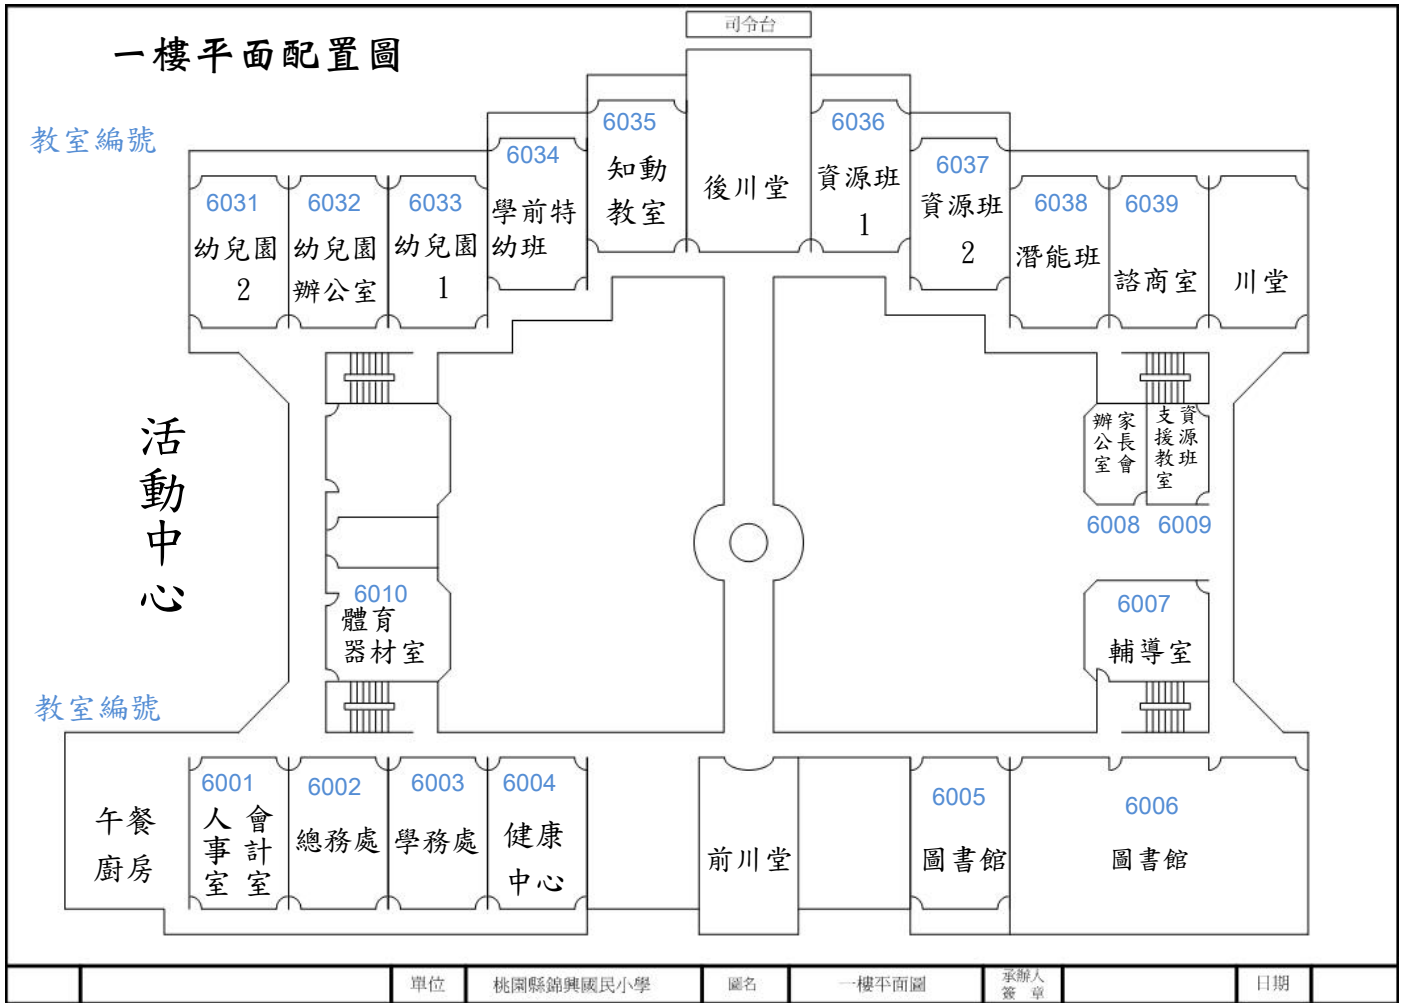 司令台
一樓平面配置圖
教室編號
6031
幼兒園
2
6032
幼兒園
辦公室
6033
幼兒園
1
6034
學前特
幼班
6035
知動
教室
後川堂
6036
資源班
1
6037
資源班
2
6038
潛能班
6039
諮商室
川堂
活動中心
家長會
辦公室
6008
資源班
支援教室
6009
6010
體育
器材室
6007
輔導室
教室編號
午餐
廚房
6001
會計室
人事室
6002
總務處
6003
學務處
6004
健康
中心
前川堂
6005
圖書館
6006
圖書館
單位
桃園縣錦興國民小學
圖名
一樓平面圖
承辦人
簽章
日期